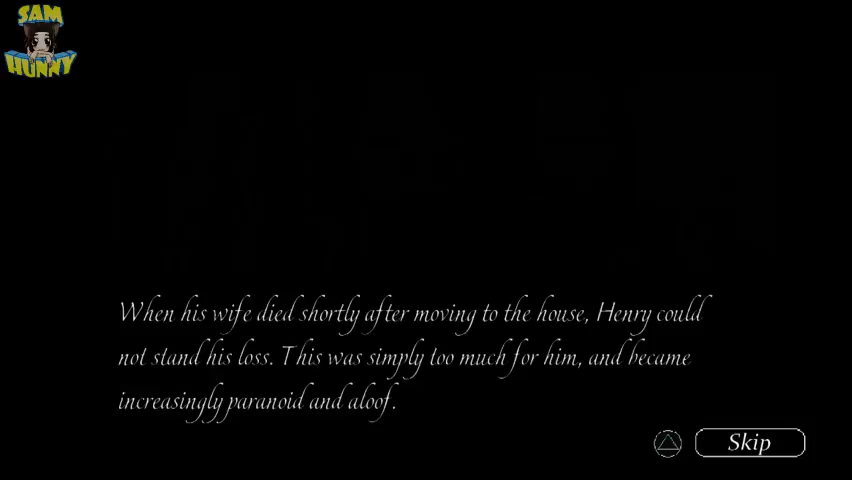 SAM
HUNNY
When his wife died shortly after moving to the house, Henry could
not stand his loss. This was simply too much for him, and became
increasingly paranoid and aloof.
Skip